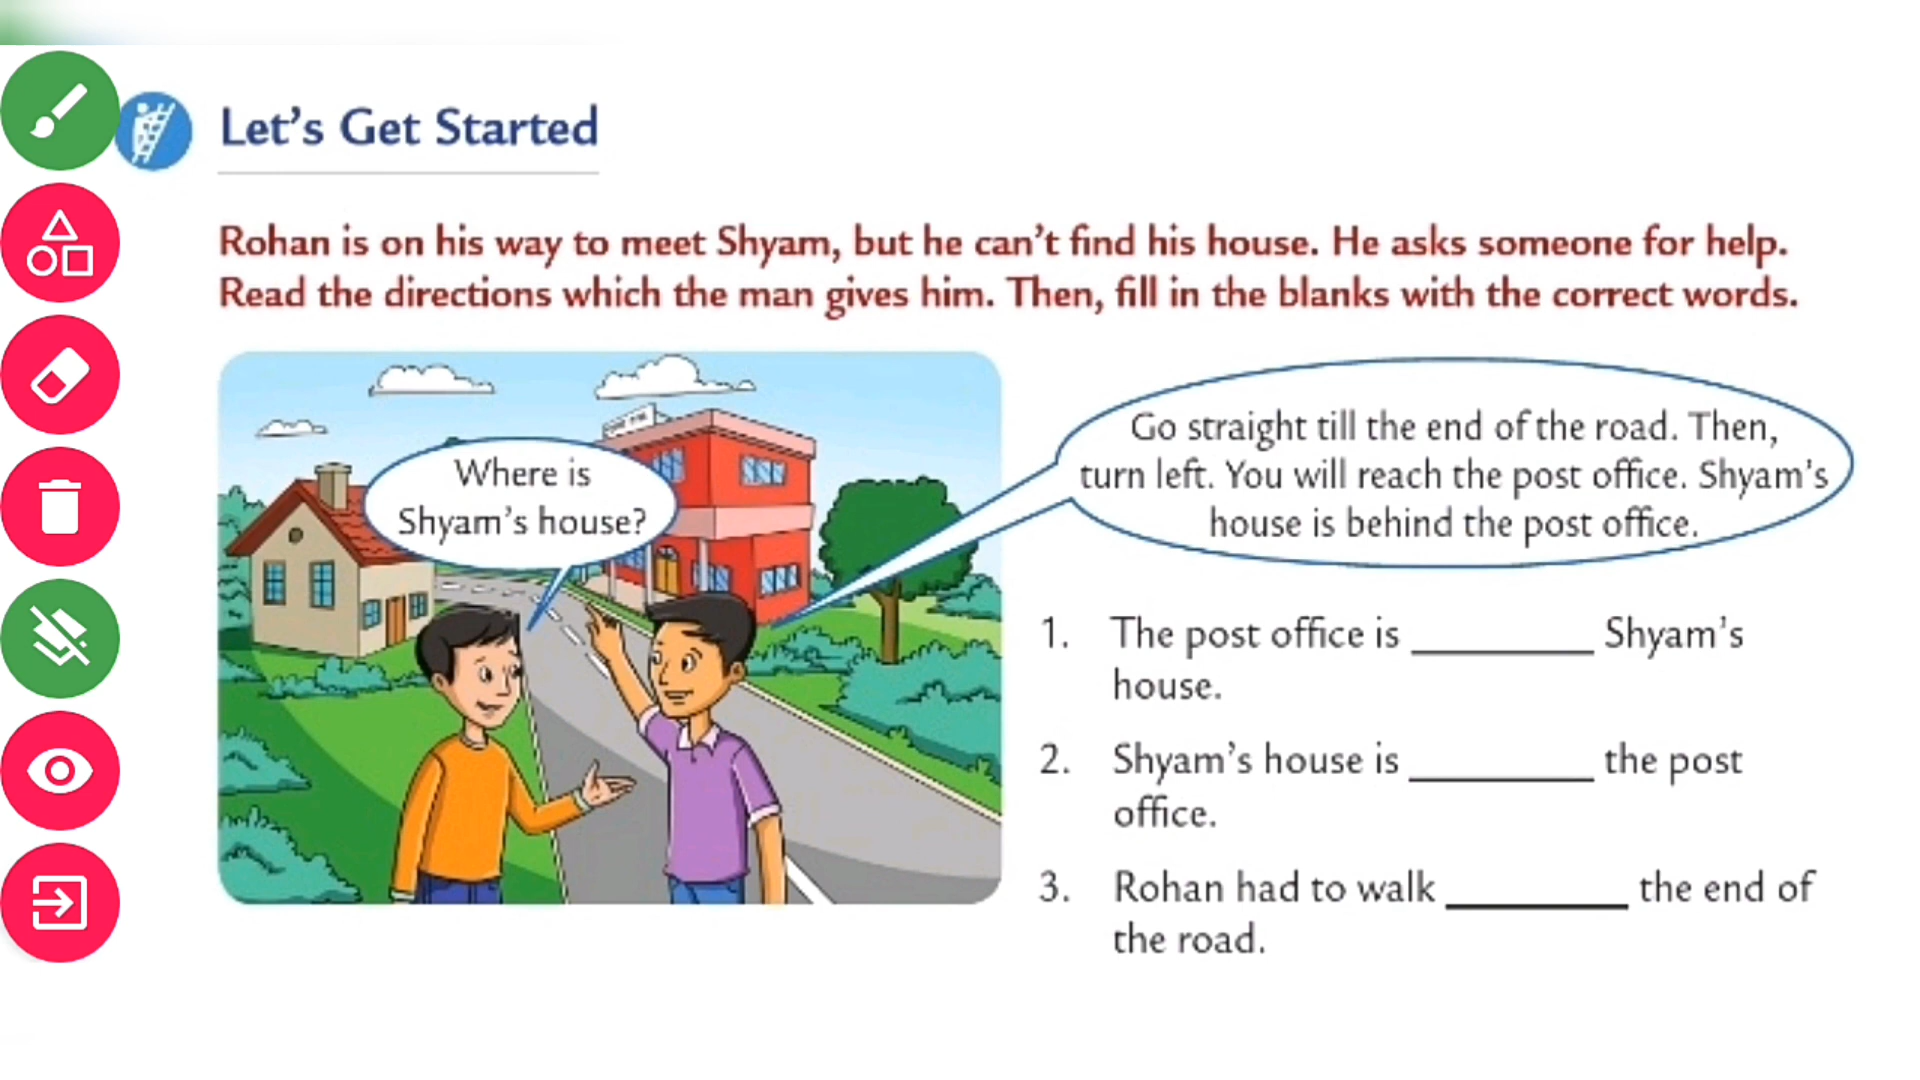 Let's Get Started
Rohan is on his way to meet Shyam, but he can't find his house. He asks someone for help.
Read the directions which the man gives him. Then, fill in the blanks with the correct words.
Where is
Shyam's house?
Go straight till the end of the road. Then,
turn left. You will reach the post office. Shyam's
house is behind the post office.
1. The post office is __________ Shyam's
house.
2. Shyam's house is __________ the post
office.
3. Rohan had to walk __________ the end of
the road.